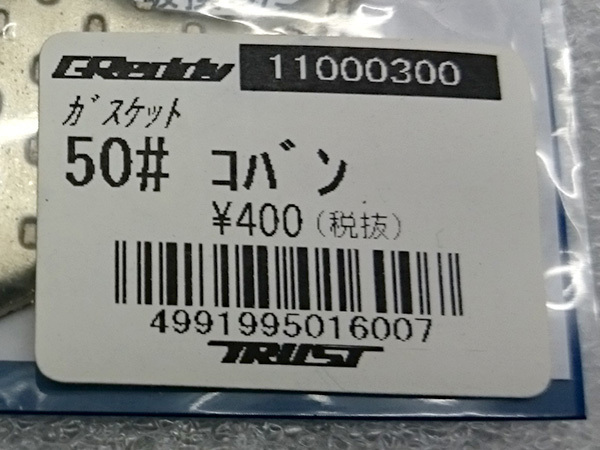 GReddy 11000300
ｶﾞｽｹｯﾄ
50# ｺﾊﾞﾝ
¥400(税抜)
4991995016007
TRUST